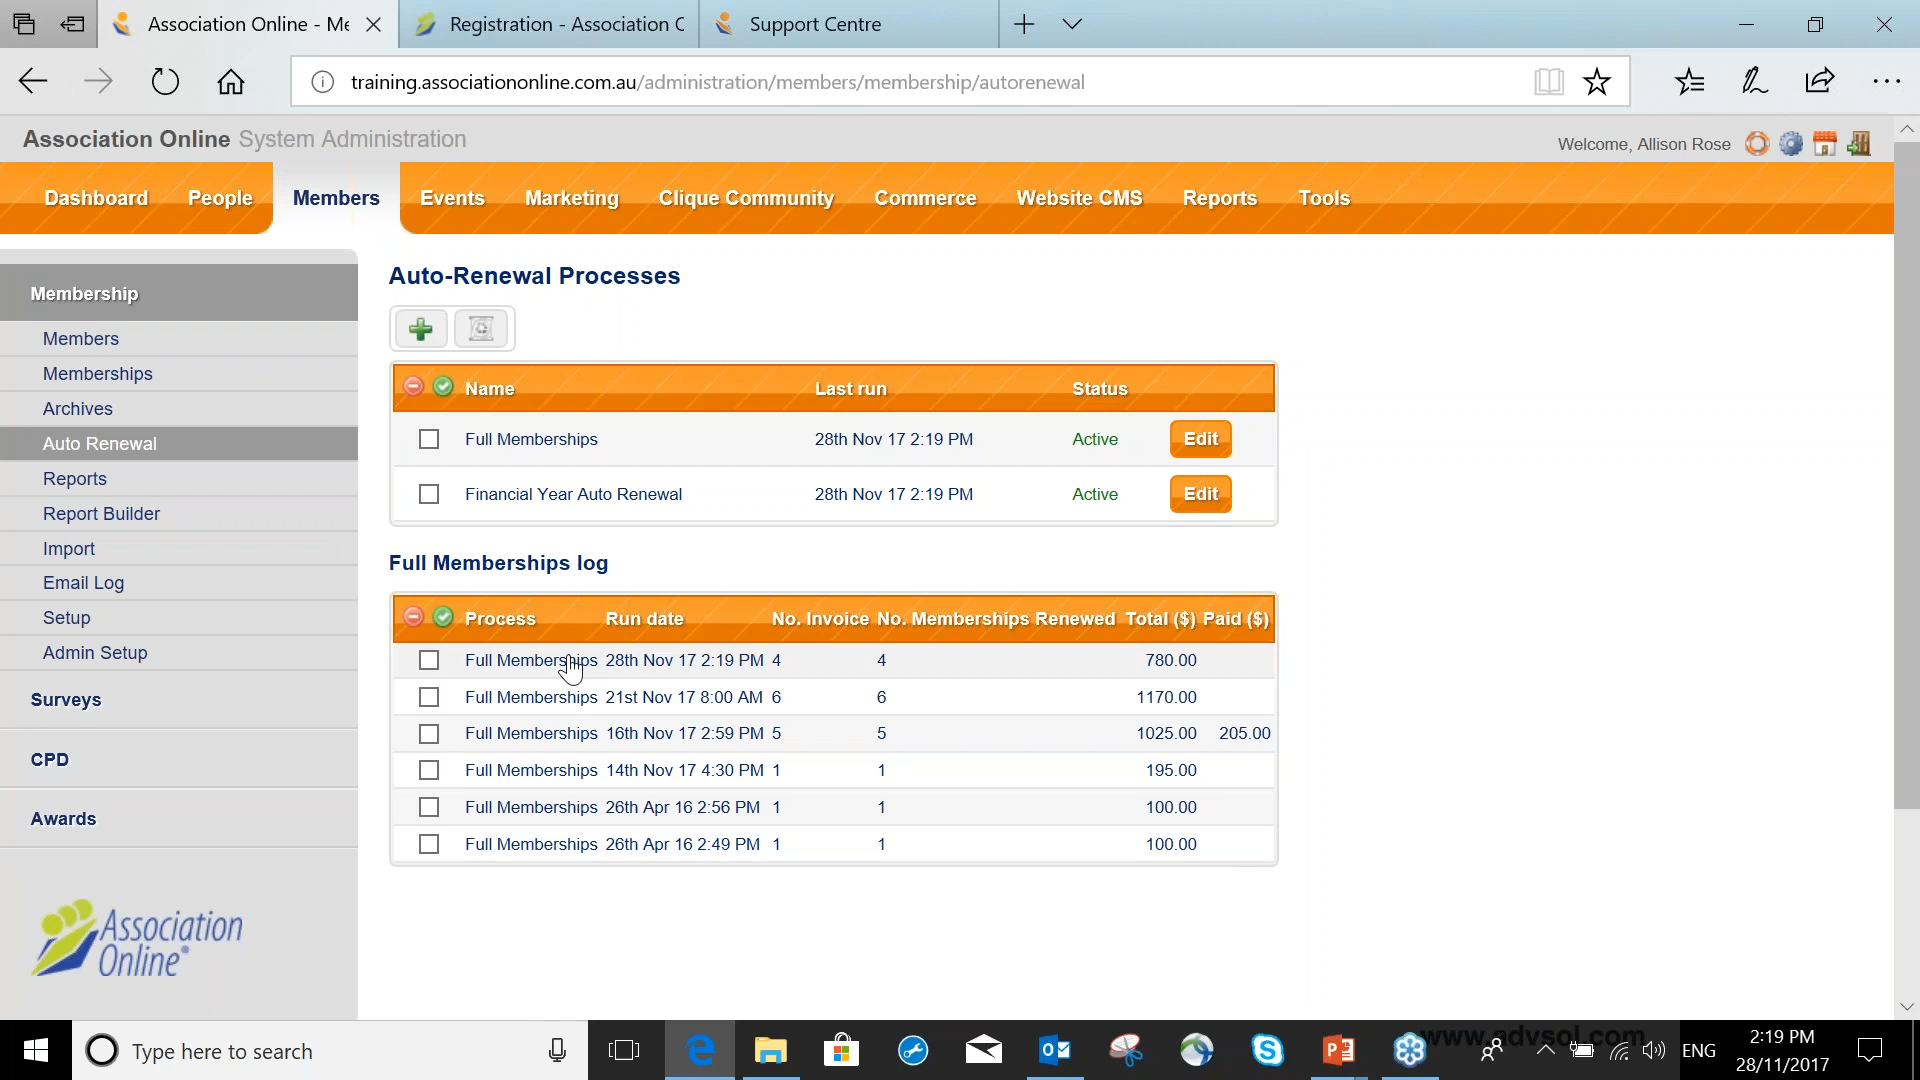 Association Online - Me
Registration - Association C
Support Centre
training.associationonline.com.au/administration/members/membership/autorenewal
Association Online System Administration
Welcome, Allison Rose
Dashboard People Members Events Marketing Clique Community Commerce Website CMS Reports Tools
Membership
Members
Memberships
Archives
Auto Renewal
Reports
Report Builder
Import
Email Log
Setup
Admin Setup
Surveys
CPD
Awards
Association
Online®
Auto-Renewal Processes
Name Last run Status
Full Memberships 28th Nov 17 2:19 PM Active Edit
Financial Year Auto Renewal 28th Nov 17 2:19 PM Active Edit
Full Memberships log
Process Run date No. Invoice No. Memberships Renewed Total ($) Paid ($)
Full Memberships 28th Nov 17 2:19 PM 4 4 780.00
Full Memberships 21st Nov 17 8:00 AM 6 6 1170.00
Full Memberships 16th Nov 17 2:59 PM 5 5 1025.00 205.00
Full Memberships 14th Nov 17 4:30 PM 1 1 195.00
Full Memberships 26th Apr 16 2:56 PM 1 1 100.00
Full Memberships 26th Apr 16 2:49 PM 1 1 100.00
Type here to search
www.advsol.com
ENG
2:19 PM
28/11/2017